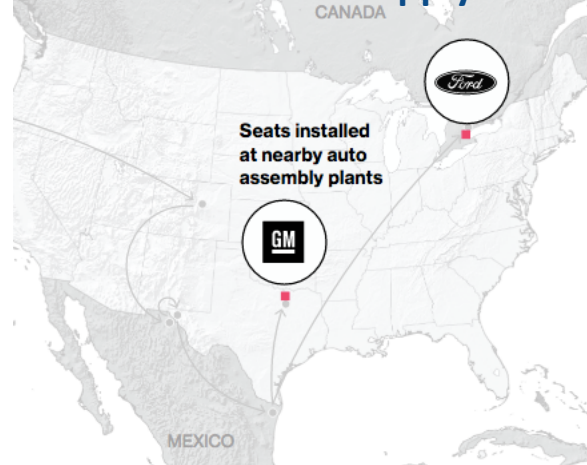 CANADA
Ford
Seats installed
at nearby auto
assembly plants
GM
MEXICO